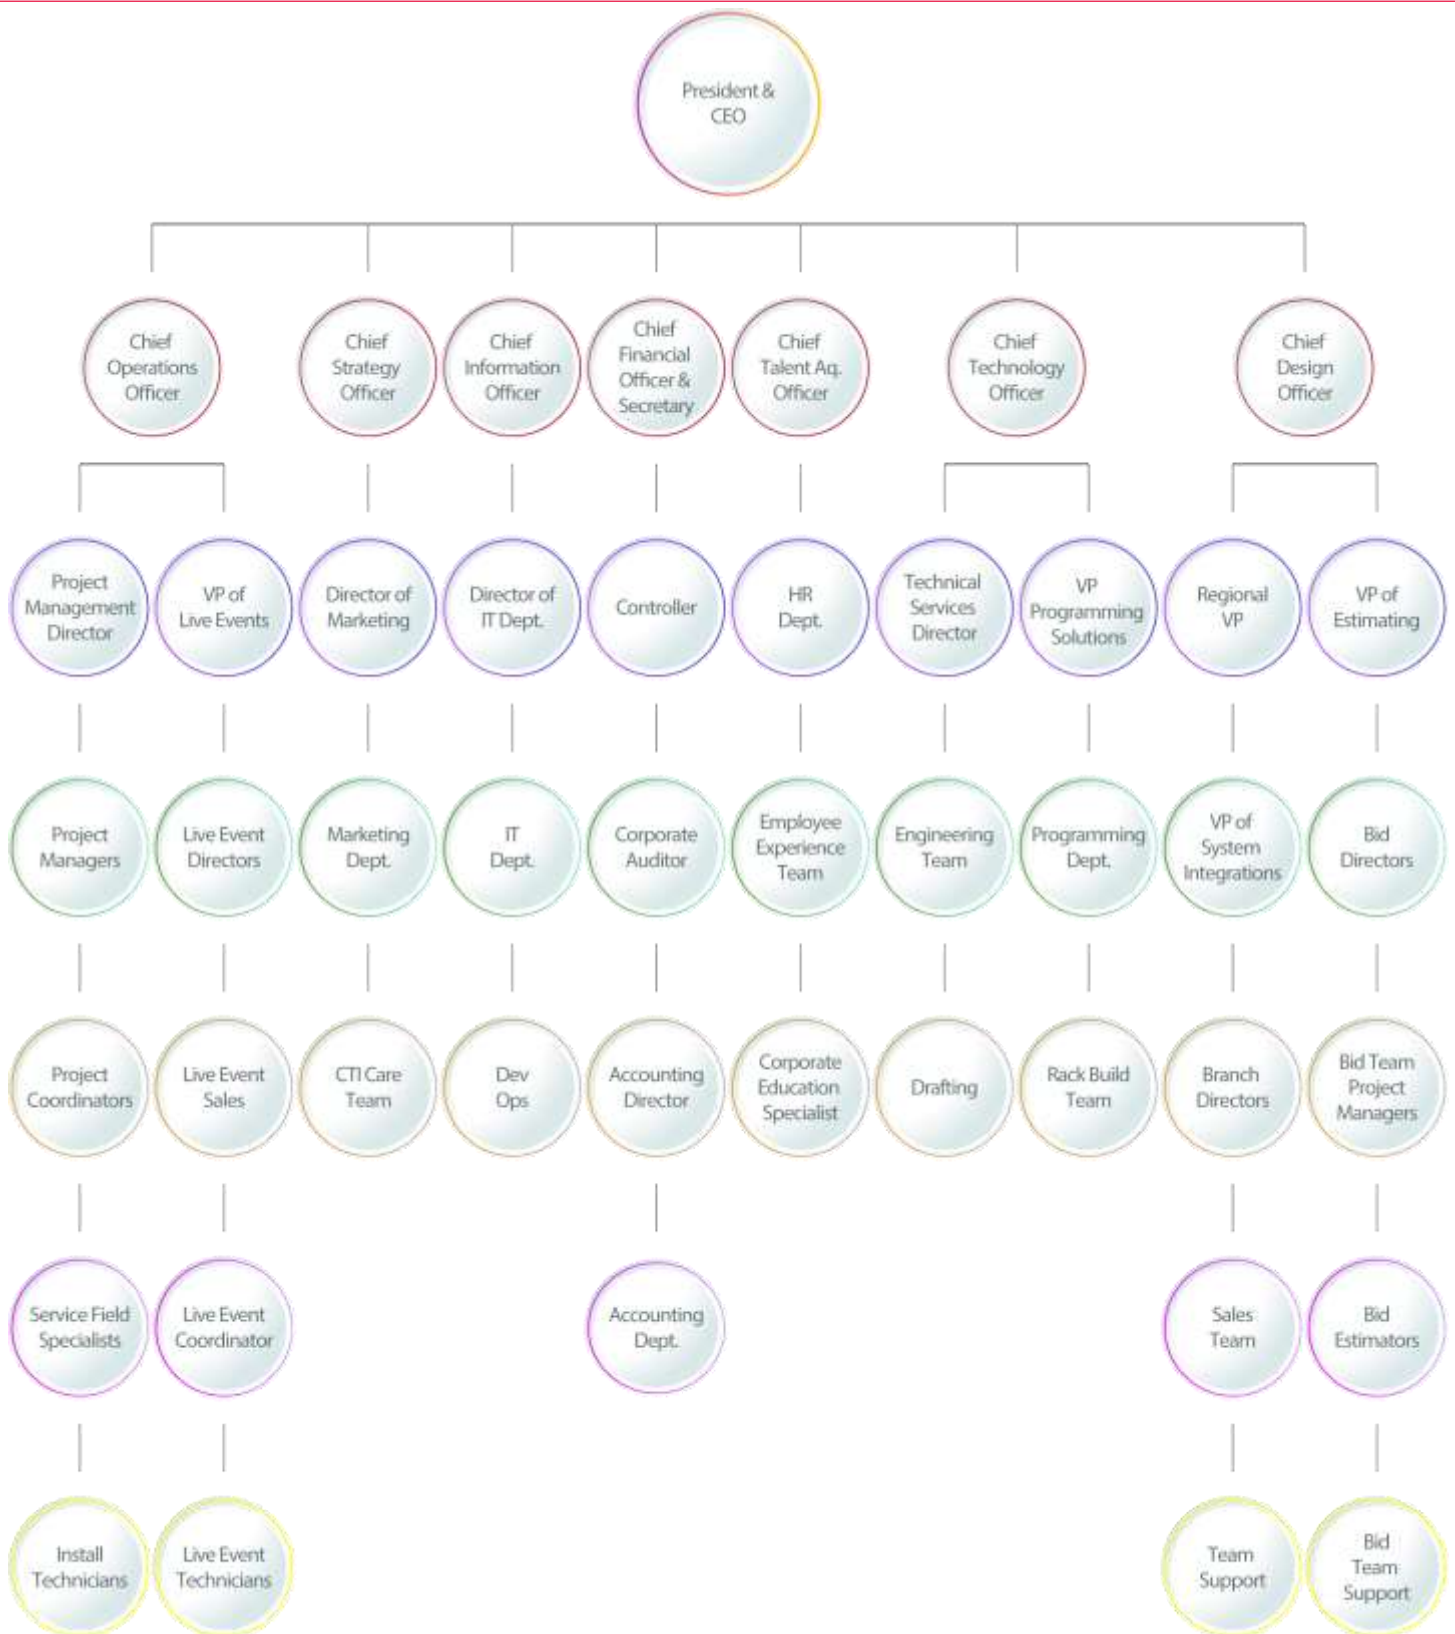 President &
CEO
Chief
Operations
Officer
Chief
Strategy
Officer
Chief
Information
Officer
Chief
Financial
Officer &
Secretary
Chief
Talent Aq.
Officer
Chief
Technology
Officer
Chief
Design
Officer
Project
Management
Director
VP of
Live Events
Director of
Marketing
Director of
IT Dept.
Controller
HR
Dept.
Technical
Services
Director
VP
Programming
Solutions
Regional
VP
VP of
Estimating
Project
Managers
Live Event
Directors
Marketing
Dept.
IT
Dept.
Corporate
Auditor
Employee
Experience
Team
Engineering
Team
Programming
Dept.
VP of
System
Integrations
Bid
Directors
Project
Coordinators
Live Event
Sales
CTI Care
Team
Dev
Ops
Accounting
Director
Corporate
Education
Specialist
Drafting
Rack Build
Team
Branch
Directors
Bid Team
Project
Managers
Service Field
Specialists
Live Event
Coordinator
Accounting
Dept.
Sales
Team
Bid
Estimators
Install
Technicians
Live Event
Technicians
Team
Support
Bid
Team
Support